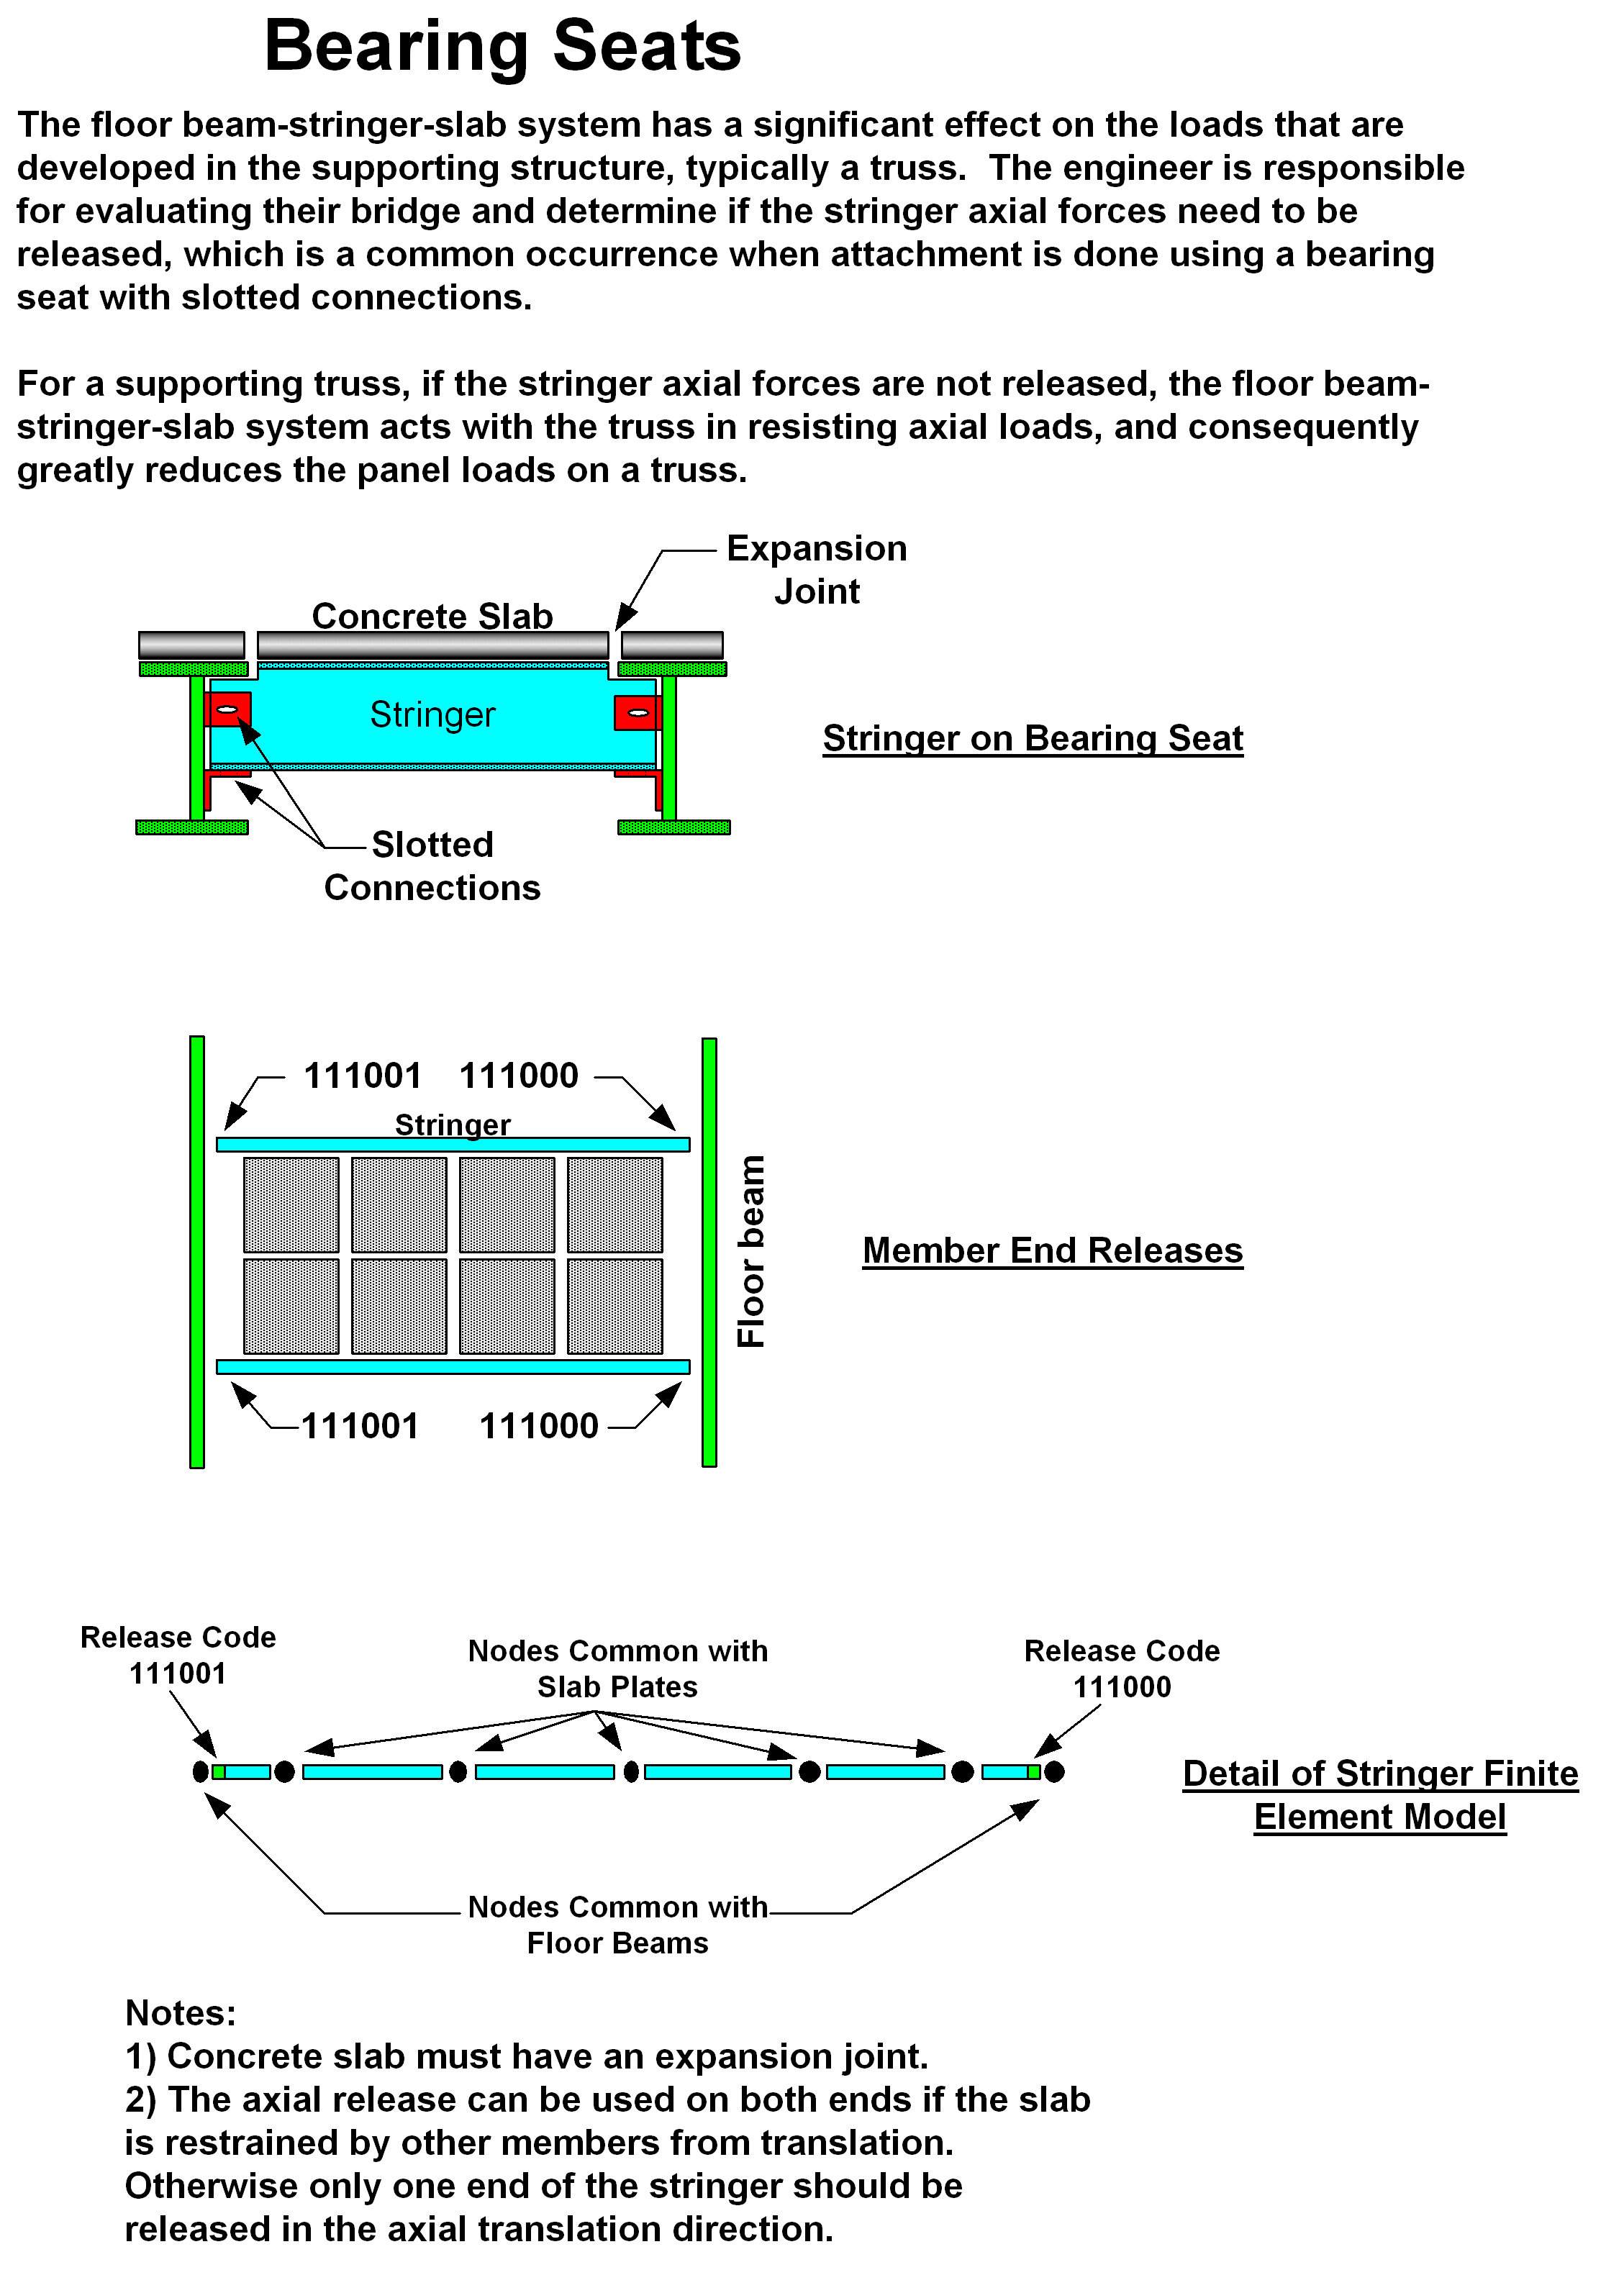 Bearing Seats
The floor beam-stringer-slab system has a significant effect on the loads that are
developed in the supporting structure, typically a truss.  The engineer is responsible
for evaluating their bridge and determine if the stringer axial forces need to be
released, which is a common occurrence when attachment is done using a bearing
seat with slotted connections.
For a supporting truss, if the stringer axial forces are not released, the floor beam-
stringer-slab system acts with the truss in resisting axial loads, and consequently
greatly reduces the panel loads on a truss.
Expansion
Joint
Concrete Slab
Stringer
Stringer on Bearing Seat
Slotted
Connections
111001 111000
Stringer
Floor beam
Member End Releases
111001 111000
Release Code
111001
Nodes Common with
Slab Plates
Release Code
111000
Detail of Stringer Finite
Element Model
Nodes Common with
Floor Beams
Notes:
1) Concrete slab must have an expansion joint.
2) The axial release can be used on both ends if the slab
is restrained by other members from translation.
Otherwise only one end of the stringer should be
released in the axial translation direction.